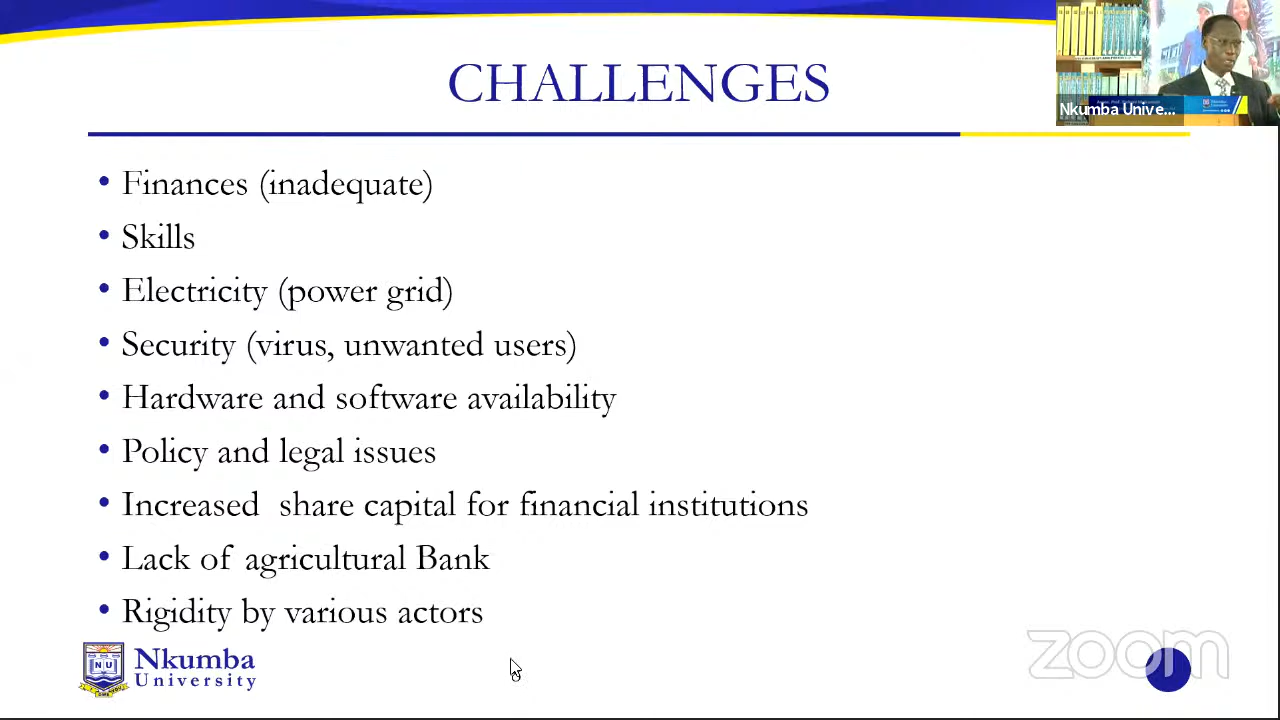 CHALLENGES
Nkumba Unive...
• Finances (inadequate)
• Skills
• Electricity (power grid)
• Security (virus, unwanted users)
• Hardware and software availability
• Policy and legal issues
• Increased share capital for financial institutions
• Lack of agricultural Bank
• Rigidity by various actors
NU
Nkumba
University
zoom